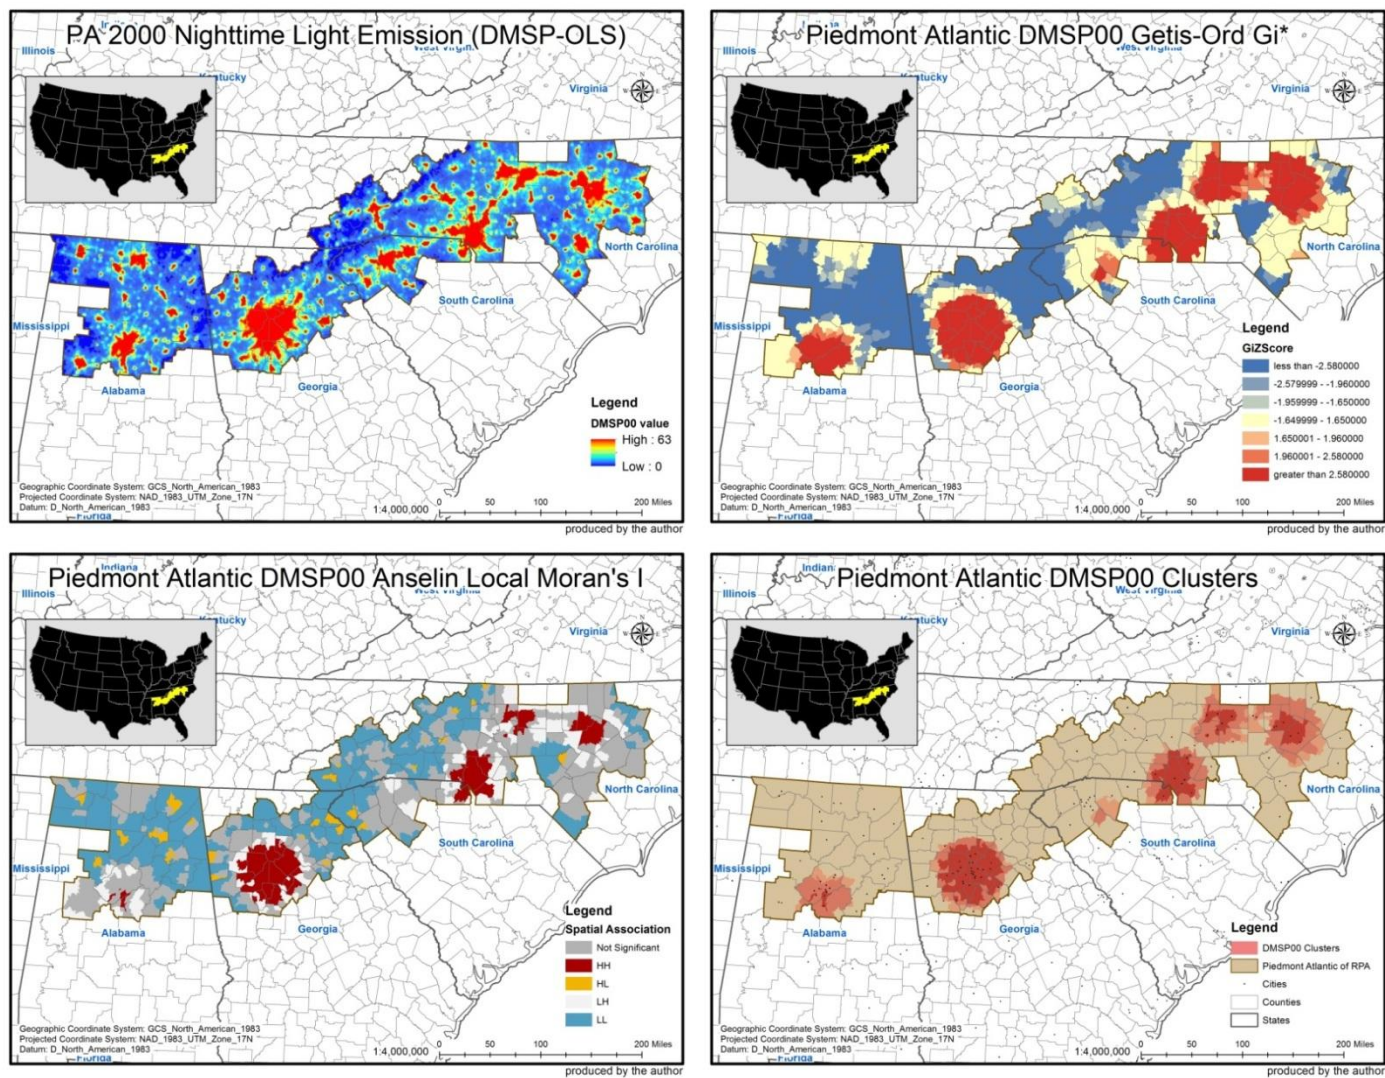 PA 2000 Nighttime Light Emission (DMSP-OLS)
Illinois
Kentucky
Virginia
North Carolina
South Carolina
Mississippi
Alabama
Georgia
Legend
DMSP00 value
High : 63
Low : 0
Geographic Coordinate System: GCS_North_American_1983
Projected Coordinate System: NAD_1983_UTM_Zone_17N
Datum: D_North_American_1983
Florida
1:4,000,000
0 50 100 200 Miles
produced by the author
Piedmont Atlantic DMSP00 Getis-Ord Gi*
Illinois
West Virginia
Kentucky
Virginia
North Carolina
South Carolina
Mississippi
Alabama
Georgia
Legend
GiZScore
less than -2.580000
-2.579999 - -1.960000
-1.959999 - -1.650000
-1.649999 - 1.650000
1.650001 - 1.960000
1.960001 - 2.580000
greater than 2.580000
Geographic Coordinate System: GCS_North_American_1983
Projected Coordinate System: NAD_1983_UTM_Zone_17N
Datum: D_North_American_1983
Florida
1:4,000,000
0 50 100 200 Miles
produced by the author
Piedmont Atlantic DMSP00 Anselin Local Moran's I
Indiana
Illinois
West Virginia
Kentucky
Virginia
North Carolina
South Carolina
Mississippi
Alabama
Georgia
Legend
Spatial Association
Not Significant
HH
HL
LH
LL
Geographic Coordinate System: GCS_North_American_1983
Projected Coordinate System: NAD_1983_UTM_Zone_17N
Datum: D_North_American_1983
Florida
1:4,000,000
0 50 100 200 Miles
produced by the author
Piedmont Atlantic DMSP00 Clusters
Indiana
Illinois
West Virginia
Kentucky
Virginia
North Carolina
South Carolina
Mississippi
Alabama
Georgia
Legend
DMSP00 Clusters
Piedmont Atlantic of RPA
Cities
Counties
States
Geographic Coordinate System: GCS_North_American_1983
Projected Coordinate System: NAD_1983_UTM_Zone_17N
Datum: D_North_American_1983
Florida
1:4,000,000
0 50 100 200 Miles
produced by the author